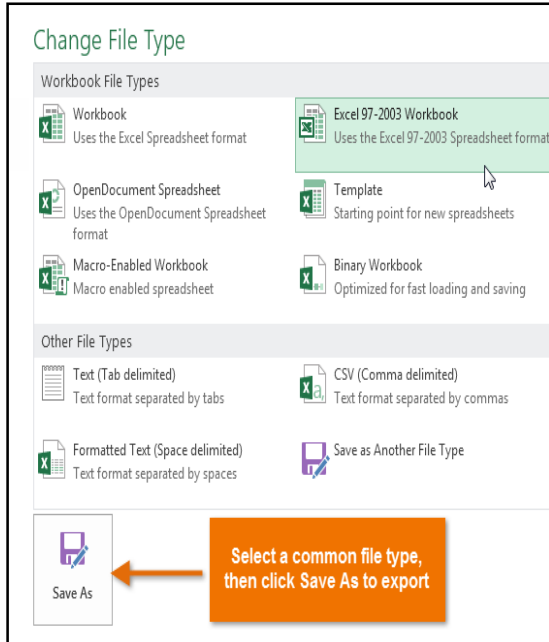 Change File Type
Workbook File Types
Workbook
Uses the Excel Spreadsheet format
Excel 97-2003 Workbook
Uses the Excel 97-2003 Spreadsheet format
OpenDocument Spreadsheet
Uses the OpenDocument Spreadsheet
format
Template
Starting point for new spreadsheets
Macro-Enabled Workbook
Macro enabled spreadsheet
Binary Workbook
Optimized for fast loading and saving
Other File Types
Text (Tab delimited)
Text format separated by tabs
CSV (Comma delimited)
Text format separated by commas
Formatted Text (Space delimited)
Text format separated by spaces
Save as Another File Type
Save As
Select a common file type,
then click Save As to export